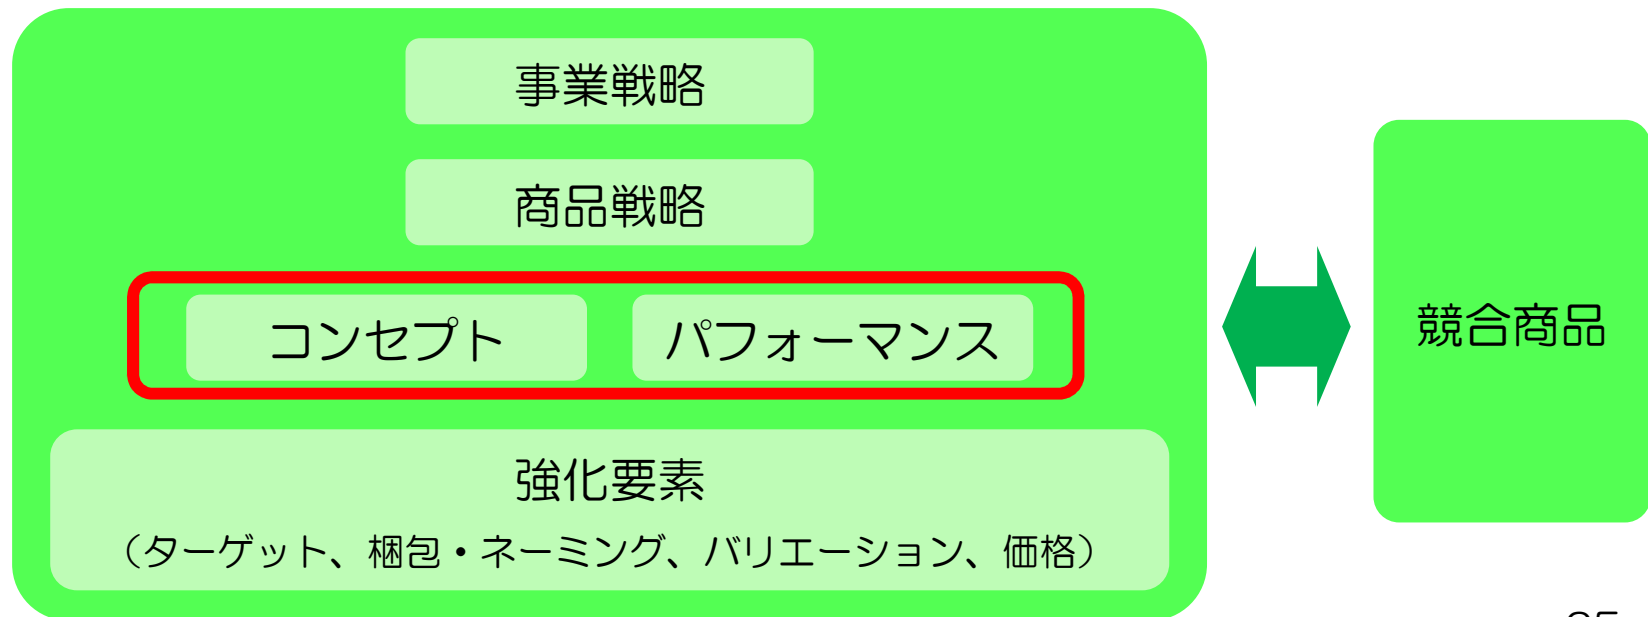 事業戦略
商品戦略
コンセプト
パフォーマンス
競合商品
強化要素
（ターゲット、梱包・ネーミング、バリエーション、価格）